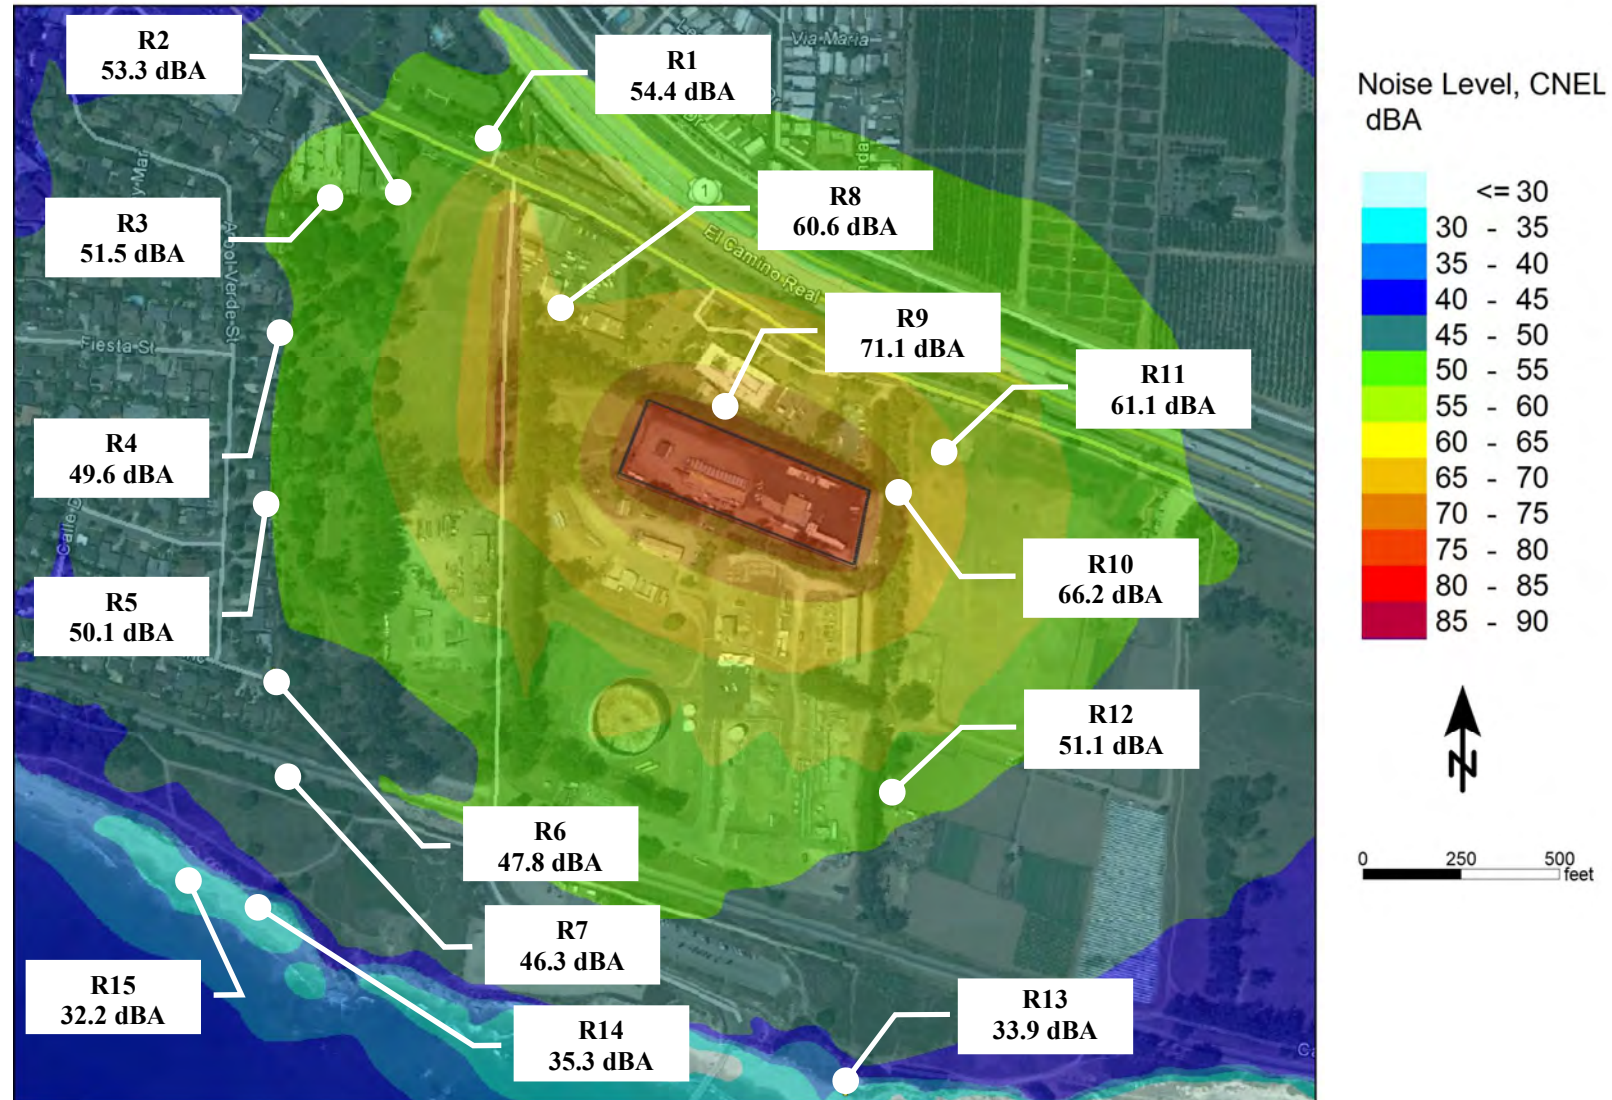 R2
53.3 dBA
R1
54.4 dBA
Via Maria
Noise Level, CNEL
dBA
<= 30
30 - 35
35 - 40
40 - 45
45 - 50
50 - 55
55 - 60
60 - 65
65 - 70
70 - 75
75 - 80
80 - 85
85 - 90
R3
51.5 dBA
R8
60.6 dBA
1
El Camino Real
Arbol Verde St
R9
71.1 dBA
Fiesta St
R11
61.1 dBA
R4
49.6 dBA
R10
66.2 dBA
R5
50.1 dBA
R12
51.1 dBA
N
R6
47.8 dBA
0 250 500
feet
R7
46.3 dBA
R15
32.2 dBA
R14
35.3 dBA
R13
33.9 dBA